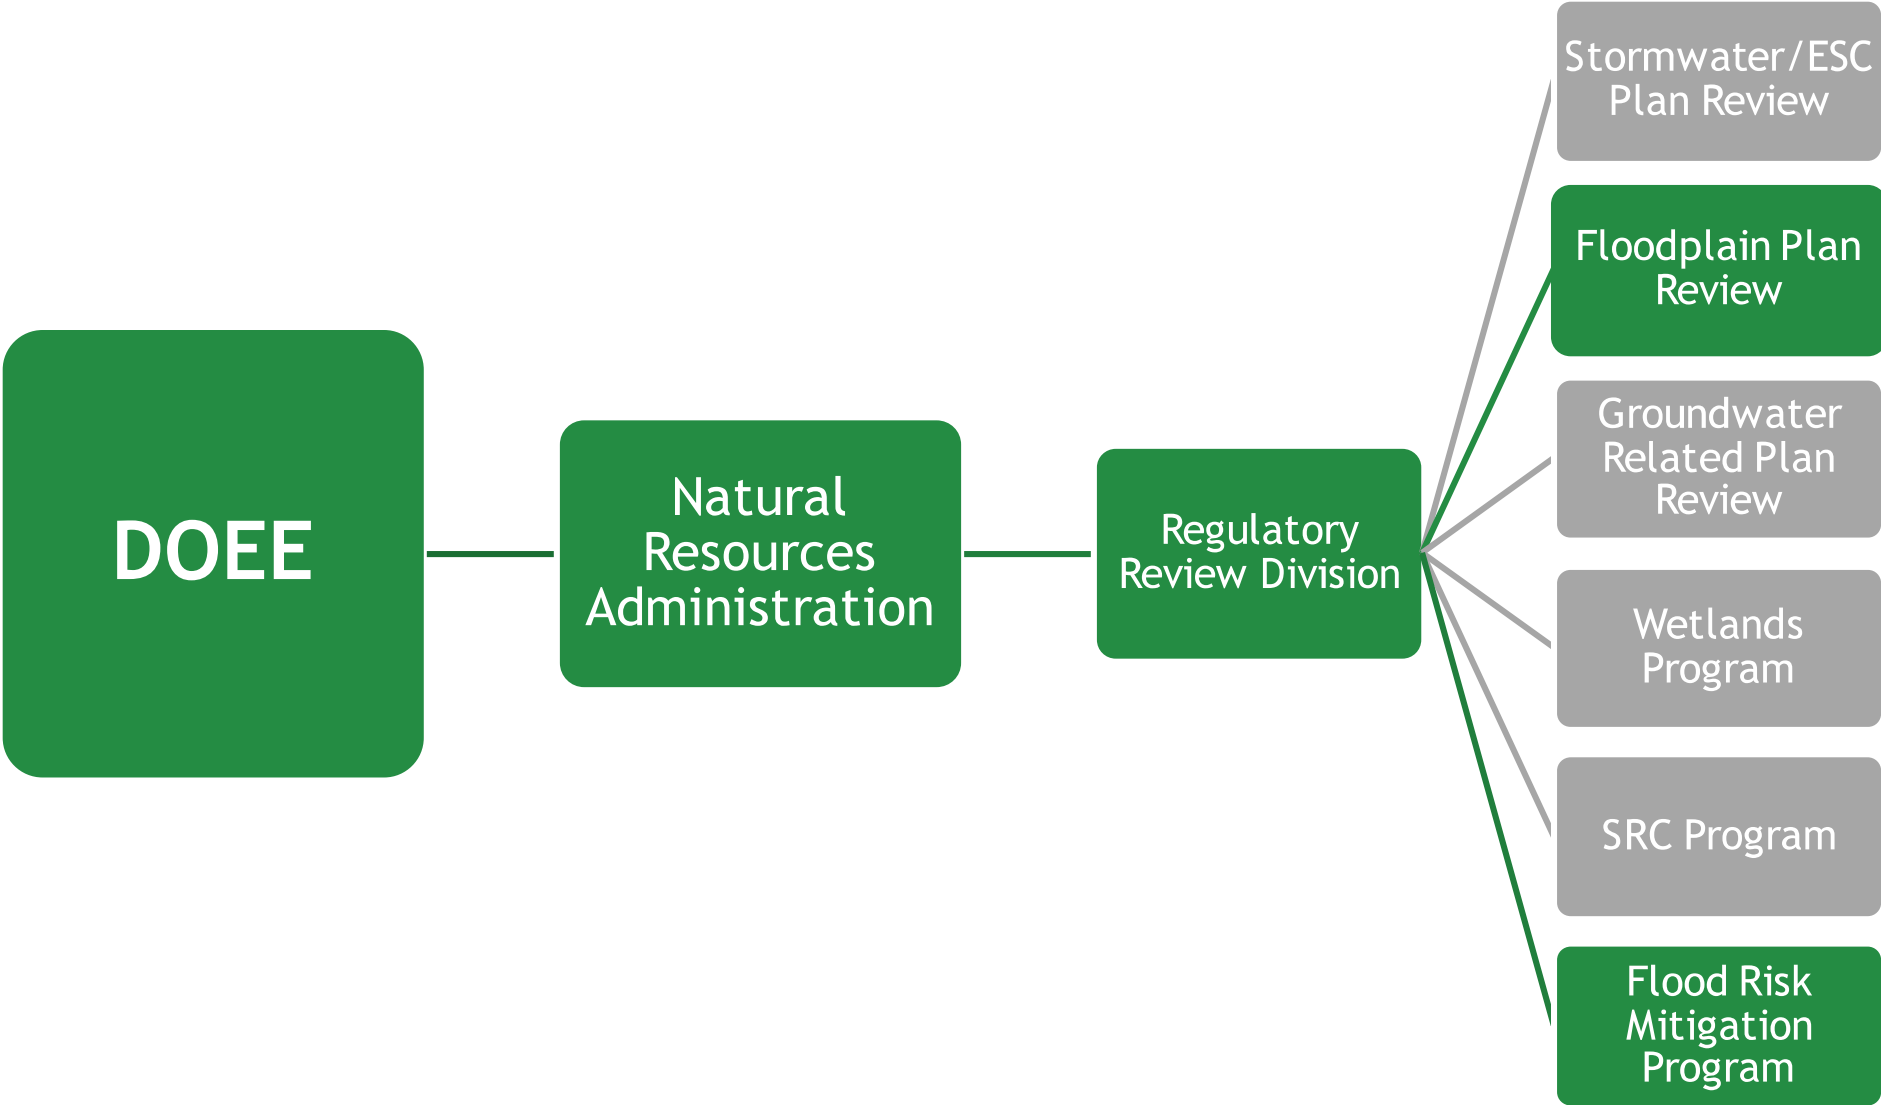 DOEE
Natural
Resources
Administration
Regulatory
Review Division
Stormwater/ESC
Plan Review
Floodplain Plan
Review
Groundwater
Related Plan
Review
Wetlands
Program
SRC Program
Flood Risk
Mitigation
Program